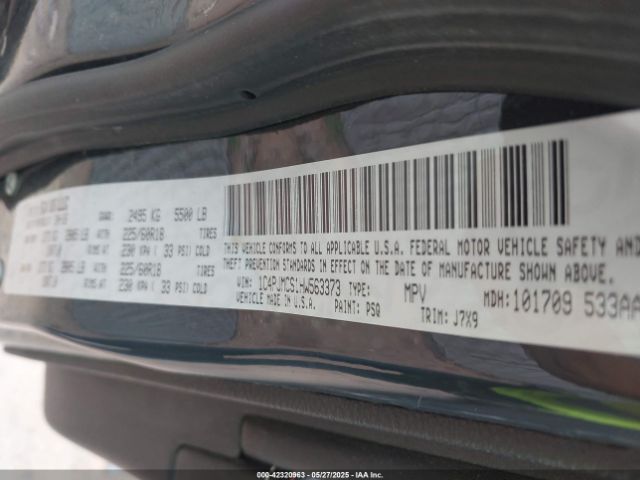 2495 KG 5500 LB
225/60R18 TIRES
230 KPA ( 33 PSI) COLD
225/60R18 TIRES
230 KPA ( 33 PSI) COLD
THIS VEHICLE CONFORMS TO ALL APPLICABLE U.S.A. FEDERAL MOTOR VEHICLE SAFETY AND
THEFT PREVENTION STANDARDS IN EFFECT ON THE DATE OF MANUFACTURE SHOWN ABOVE.
VIN: 1C4PJMCS1HW563373 TYPE: MPV MDH:101709 533AA
VEHICLE MADE IN U.S.A. PAINT: PSQ TRIM: J7X9
000-42320963 - 05/27/2025 - COPYRIGHT IAA, LLC.